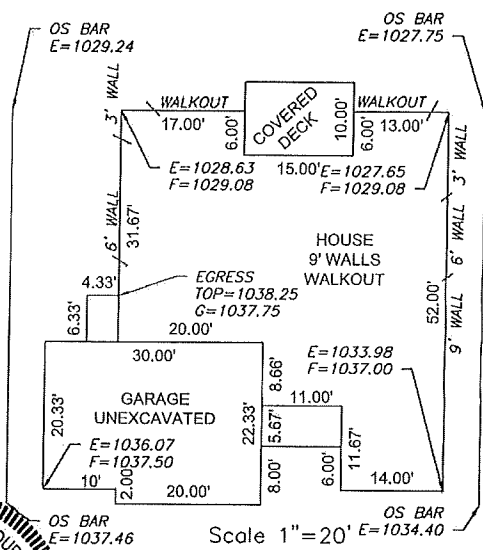 OS BAR
E=1029.24
OS BAR
E=1027.75
3' WALL
WALKOUT
17.00'
6.00'
COVERED
DECK
10.00'
15.00'
WALKOUT
13.00'
6.00'
E=1028.63
F=1029.08
E=1027.65
F=1029.08
3' WALL
6' WALL
31.67'
HOUSE
9' WALLS
WALKOUT
6' WALL
52.00'
9' WALL
4.33'
6.33'
EGRESS
TOP=1038.25
G=1037.75
20.00'
30.00'
E=1033.98
F=1037.00
8.66'
11.00'
GARAGE
UNEXCAVATED
20.33'
22.33'
5.67'
11.67'
E=1036.07
F=1037.50
10'
2.00'
20.00'
8.00'
6.00'
14.00'
OS BAR
E=1037.46
Scale 1"=20'
OS BAR
E=1034.40